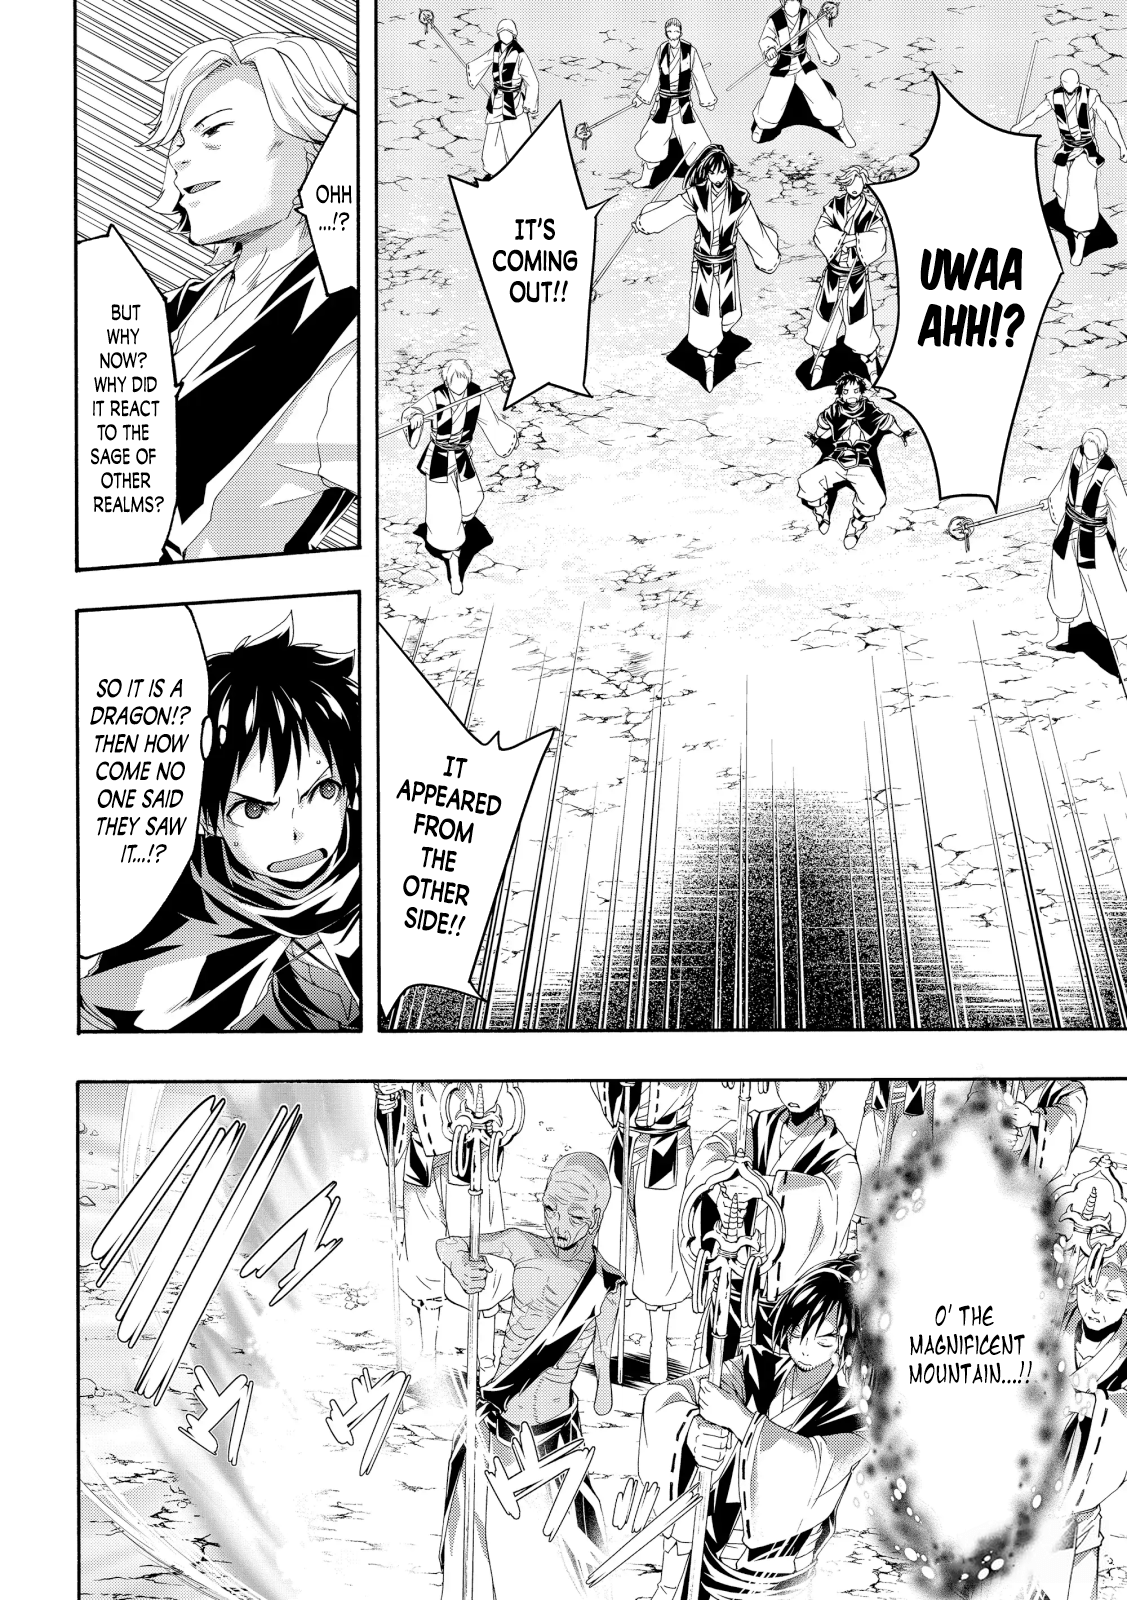 UWAA
AHH!?
IT'S
COMING
OUT!!
IT
APPEARED
FROM
THE
OTHER
SIDE!!
OHH
...!?
BUT
WHY
NOW?
WHY DID
IT REACT
TO THE
SAGE OF
OTHER
REALMS?
SO IT IS A
DRAGON!?
THEN HOW
COME NO
ONE SAID
THEY SAW
IT...!?
O' THE
MAGNIFICENT
MOUNTAIN...!!